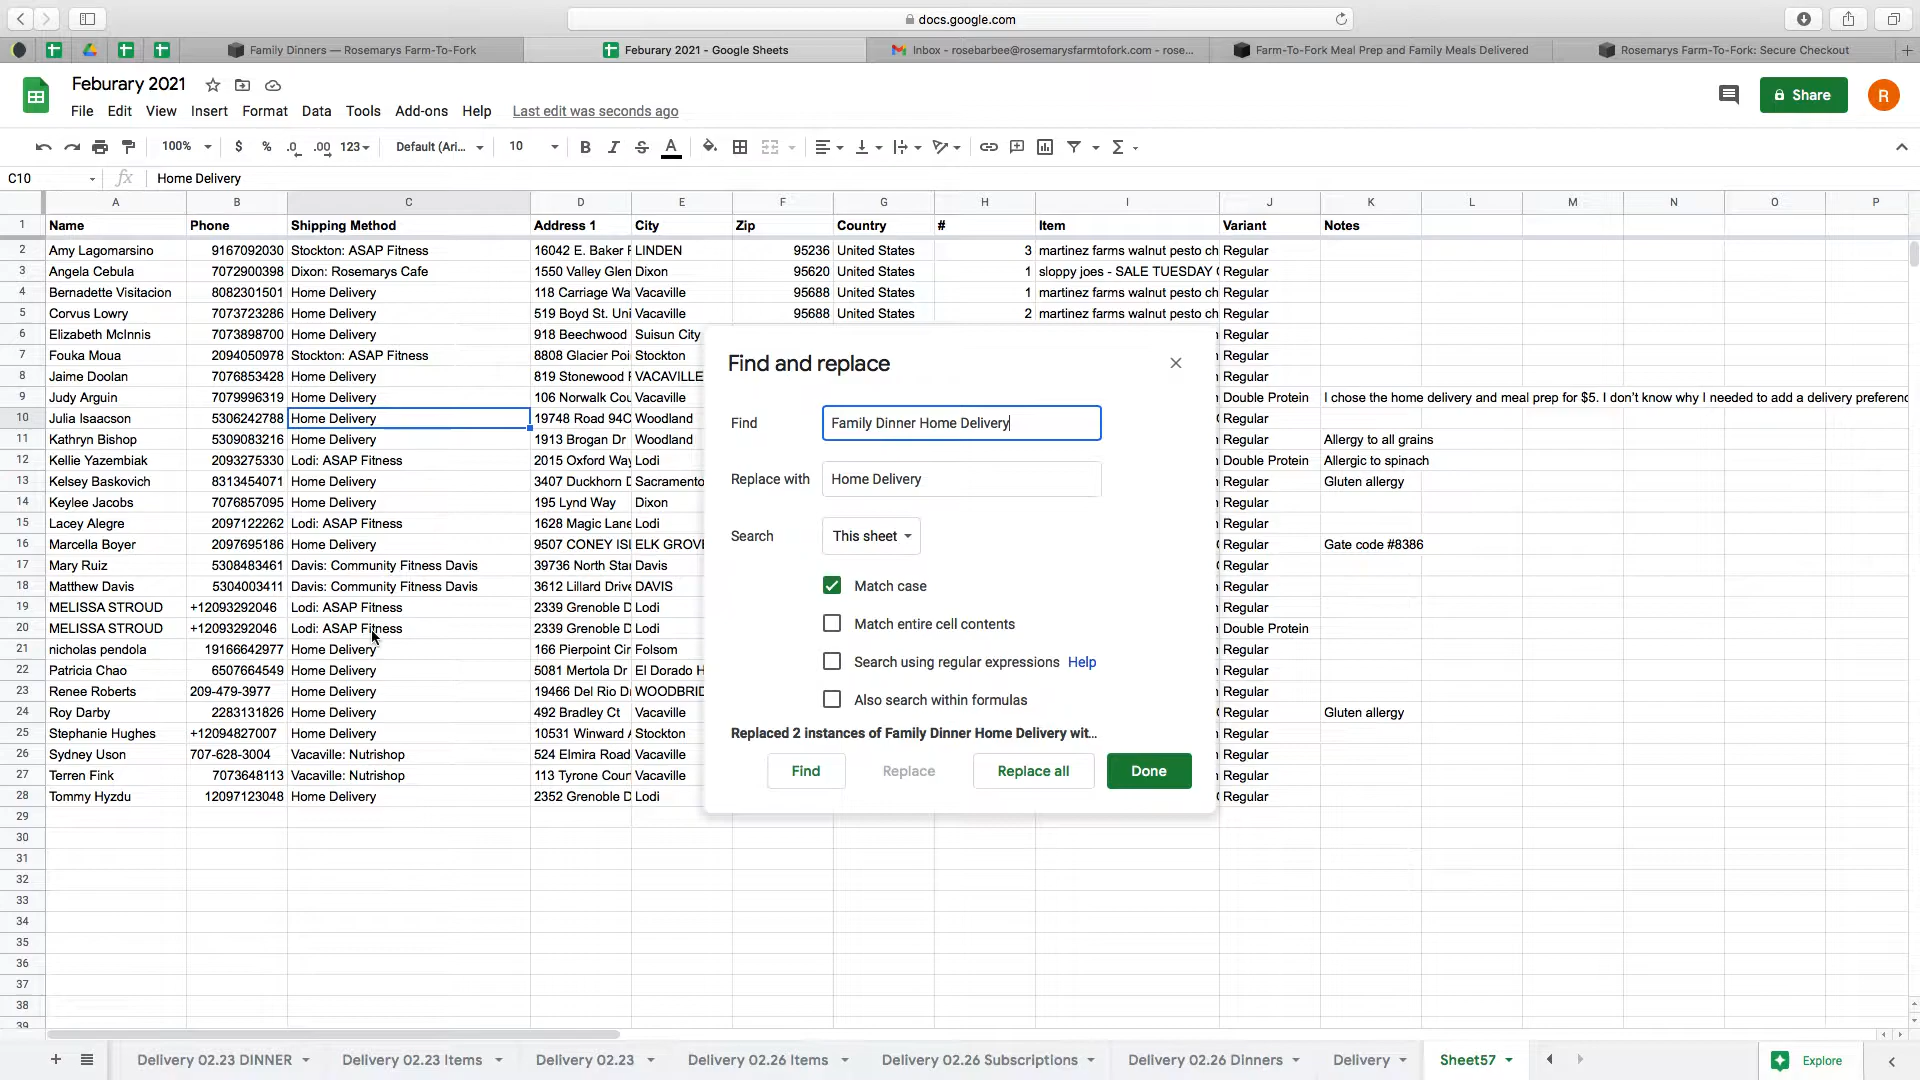 docs.google.com
Family Dinners — Rosemarys Farm-To-Fork
Feburary 2021 - Google Sheets
Inbox - rosebarbee@rosemarysfarmtofork.com - rose...
Farm-To-Fork Meal Prep and Family Meals Delivered
Rosemarys Farm-To-Fork: Secure Checkout
Feburary 2021
Share
R
File Edit View Insert Format Data Tools Add-ons Help Last edit was seconds ago
100% $ % .0 .00 123 Default (Ari... 10 B I S A Σ
C10 fx Home Delivery
A B C D E F G H I J K L M N O P
1 Name Phone Shipping Method Address 1 City Zip Country # Item Variant Notes
2 Amy Lagomarsino 9167092030 Stockton: ASAP Fitness 16042 E. Baker LINDEN 95236 United States 3 martinez farms walnut pesto ch Regular
3 Angela Cebula 7072900398 Dixon: Rosemarys Cafe 1550 Valley Glen Dixon 95620 United States 1 sloppy joes - SALE TUESDAY Regular
4 Bernadette Visitacion 8082301501 Home Delivery 118 Carriage Wa Vacaville 95688 United States 1 martinez farms walnut pesto ch Regular
5 Corvus Lowry 7073723286 Home Delivery 519 Boyd St. Uni Vacaville 95688 United States 2 martinez farms walnut pesto ch Regular
6 Elizabeth McInnis 7073898700 Home Delivery 918 Beechwood Suisun City Regular
7 Fouka Moua 2094050978 Stockton: ASAP Fitness 8808 Glacier Poi Stockton Regular
8 Jaime Doolan 7076853428 Home Delivery 819 Stonewood VACAVILLE Regular
9 Judy Arguin 7079996319 Home Delivery 106 Norwalk Cou Vacaville Double Protein I chose the home delivery and meal prep for $5. I don't know why I needed to add a delivery preferenc
10 Julia Isaacson 5306242788 Home Delivery 19748 Road 94C Woodland Regular
11 Kathryn Bishop 5309083216 Home Delivery 1913 Brogan Dr Woodland Regular Allergy to all grains
12 Kellie Yazembiak 2093275330 Lodi: ASAP Fitness 2015 Oxford Way Lodi Double Protein Allergic to spinach
13 Kelsey Baskovich 8313454071 Home Delivery 3407 Duckhorn Sacramento Regular Gluten allergy
14 Keylee Jacobs 7076857095 Home Delivery 195 Lynd Way Dixon Regular
15 Lacey Alegre 2097122262 Lodi: ASAP Fitness 1628 Magic Lane Lodi Regular
16 Marcella Boyer 2097695186 Home Delivery 9507 CONEY ISL ELK GROV Regular Gate code #8386
17 Mary Ruiz 5308483461 Davis: Community Fitness Davis 39736 North Star Davis Regular
18 Matthew Davis 5304003411 Davis: Community Fitness Davis 3612 Lillard Drive DAVIS Regular
19 MELISSA STROUD +12093292046 Lodi: ASAP Fitness 2339 Grenoble D Lodi Regular
20 MELISSA STROUD +12093292046 Lodi: ASAP Fitness 2339 Grenoble D Lodi Double Protein
21 nicholas pendola 19166642977 Home Delivery 166 Pierpoint Cir Folsom Regular
22 Patricia Chao 6507664549 Home Delivery 5081 Mertola Dr El Dorado H Regular
23 Renee Roberts 209-479-3977 Home Delivery 19466 Del Rio D WOODBRID Regular
24 Roy Darby 2283131826 Home Delivery 492 Bradley Ct Vacaville Regular Gluten allergy
25 Stephanie Hughes +12094827007 Home Delivery 10531 Winward Stockton Regular
26 Sydney Uson 707-628-3004 Vacaville: Nutrishop 524 Elmira Road Vacaville Regular
27 Terren Fink 7073648113 Vacaville: Nutrishop 113 Tyrone Cour Vacaville Regular
28 Tommy Hyzdu 12097123048 Home Delivery 2352 Grenoble D Lodi Regular
29
30
31
32
33
34
35
36
37
38
39
Find and replace
Find Family Dinner Home Delivery
Replace with Home Delivery
Search This sheet
Match case
Match entire cell contents
Search using regular expressions Help
Also search within formulas
Replaced 2 instances of Family Dinner Home Delivery wit...
Find Replace Replace all Done
Delivery 02.23 DINNER Delivery 02.23 Items Delivery 02.23 Delivery 02.26 Items Delivery 02.26 Subscriptions Delivery 02.26 Dinners Delivery Sheet57 Explore